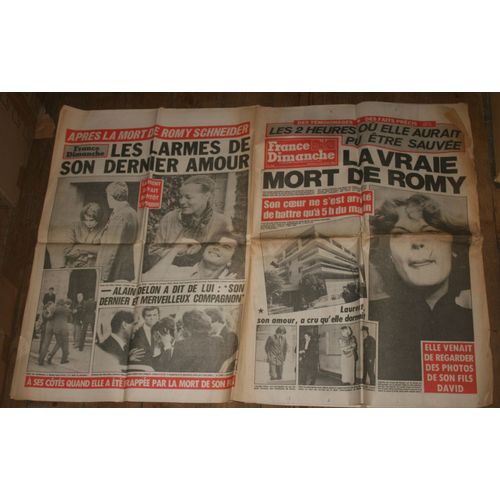 APRÈS LA MORT DE ROMY SCHNEIDER
France
Dimanche
LES LARMES DE
SON DERNIER AMOUR
— ALAIN DELON A DIT DE LUI : "SON
DERNIER ET MERVEILLEUX COMPAGNON"
À SES CÔTÉS QUAND ELLE A ÉTÉ FRAPPÉE PAR LA MORT DE SON
DES TÉMOIGNAGES DES FAITS PRÉCIS
LES 2 HEURES OÙ ELLE AURAIT
PU ÊTRE SAUVÉE
France
Dimanche
LA VRAIE
MORT DE ROMY
Son cœur ne s'est arrêté
de battre qu'à 5 h du matin
Laurent
son amour, a cru qu'elle dormait
ELLE VENAIT
DE REGARDER
DES PHOTOS
DE SON FILS
DAVID